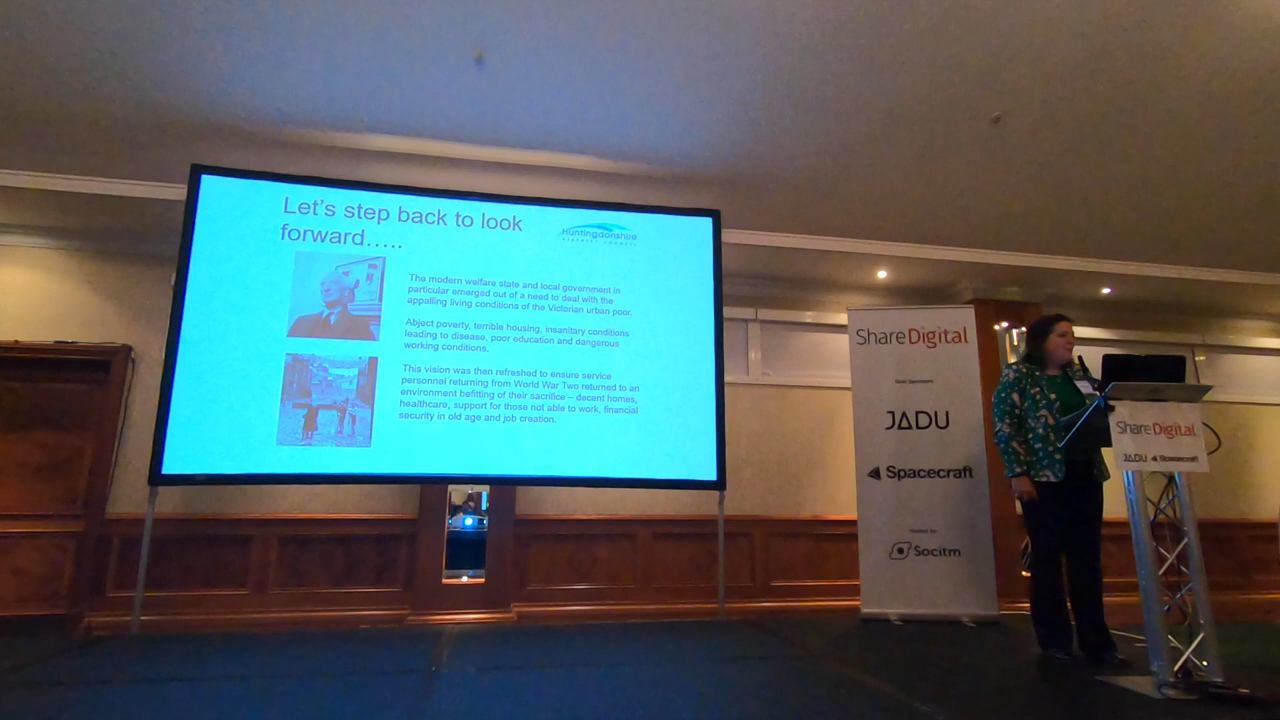 Let's step back to look
forward.....
Huntingdonshire
DISTRICT COUNCIL
The modern welfare state and local government in
particular emerged out of a need to deal with the
appalling living conditions of the Victorian urban poor.
Abject poverty, terrible housing, insanitary conditions
leading to disease, poor education and dangerous
working conditions.
This vision was then refreshed to ensure service
personnel returning from World War Two returned to an
environment befitting of their sacrifice – decent homes,
healthcare, support for those not able to work, financial
security in old age and job creation.
ShareDigital
JADU
Spacecraft
Hosted by:
Socitm
ShareDigital
JADU Spacecraft